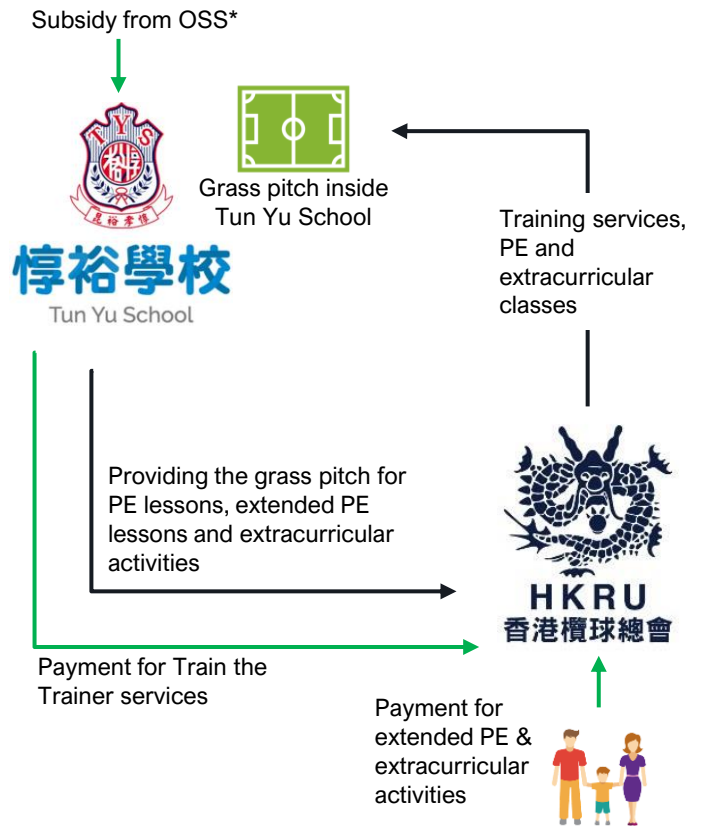 Subsidy from OSS*
TYS
惇裕學校
Tun Yu School
Grass pitch inside
Tun Yu School
Training services,
PE and
extracurricular
classes
Providing the grass pitch for
PE lessons, extended PE
lessons and extracurricular
activities
HKRU
香港欖球總會
Payment for Train the
Trainer services
Payment for
extended PE &
extracurricular
activities